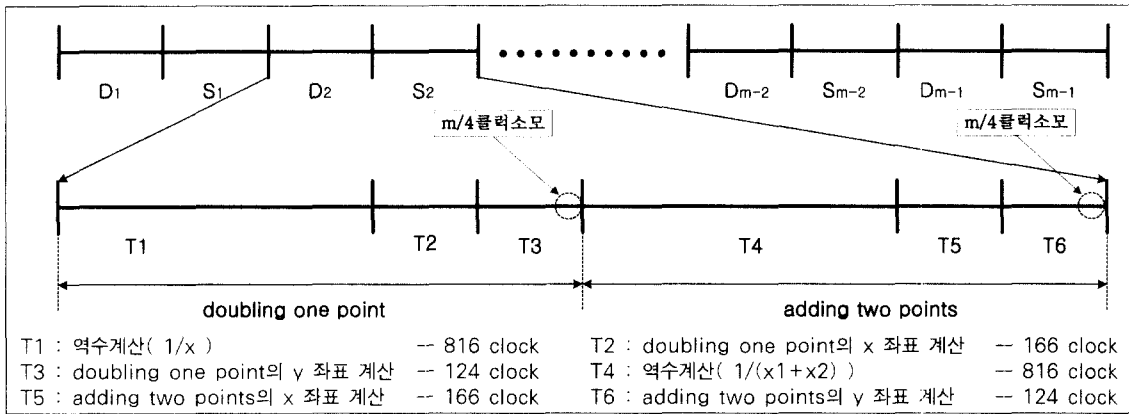 D1 S1 D2 S2 Dm-2 Sm-2 Dm-1 Sm-1
m/4클럭소모 m/4클럭소모
T1 T2 T3 T4 T5 T6
doubling one point adding two points
T1 : 역수계산( 1/x ) -- 816 clock T2 : doubling one point의 x 좌표 계산 -- 166 clock
T3 : doubling one point의 y 좌표 계산 -- 124 clock T4 : 역수계산( 1/(x1+x2) ) -- 816 clock
T5 : adding two points의 x 좌표 계산 -- 166 clock T6 : adding two points의 y 좌표 계산 -- 124 clock